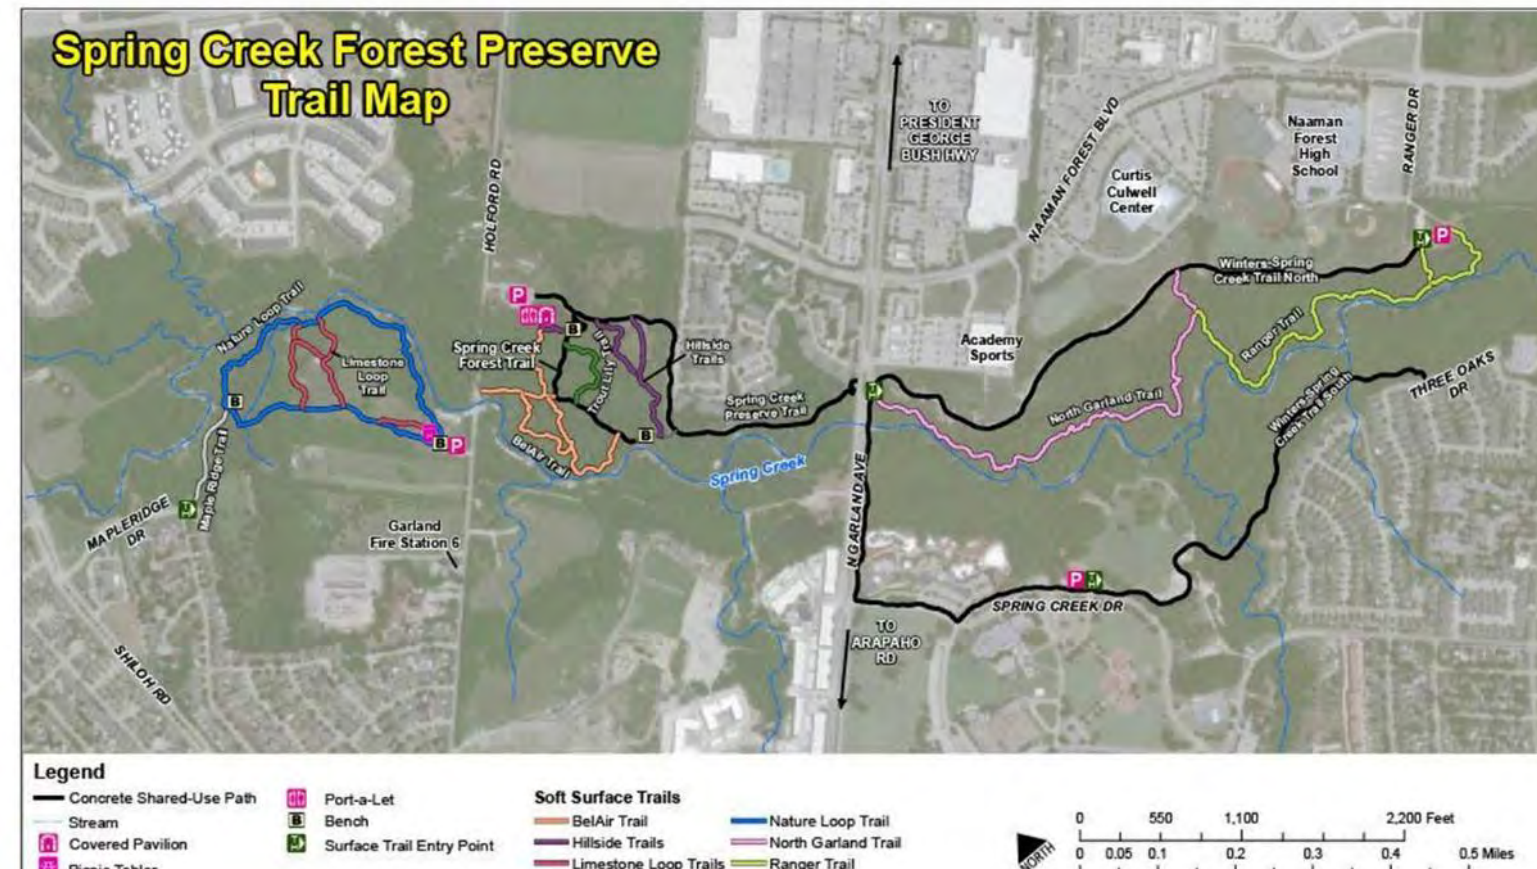 Spring Creek Forest Preserve
Trail Map
TO
PRESIDENT
GEORGE
BUSH HWY
NAAMAN FOREST BLVD
Curtis
Culwell
Center
Naaman
Forest
High
School
RANGER DR
HOLFORD RD
P
Winters-Spring
Creek Trail North
Nature Loop Trail
P
Spring Creek
Forest Trail
B
Trout Lily Trail
Hillside
Trails
Limestone
Loop
Trail
Academy
Sports
Ranger Trail
B
Spring Creek
Preserve Trail
North Garland Trail
Winters-Spring
Creek Trail South
THREE OAKS
DR
B
P
BelAir Trail
B
Spring Creek
Maple Ridge Trail
MAPLERIDGE
DR
Garland
Fire Station 6
N GARLAND AVE
P
SPRING CREEK DR
TO
ARAPAHO
RD
SHILOH RD
Legend
Concrete Shared-Use Path
Stream
Covered Pavilion
Picnic Tables
Port-a-Let
B Bench
Surface Trail Entry Point
Soft Surface Trails
BelAir Trail
Hillside Trails
Limestone Loop Trails
Nature Loop Trail
North Garland Trail
Ranger Trail
NORTH
0 550 1,100 2,200 Feet
0 0.05 0.1 0.2 0.3 0.4 0.5 Miles